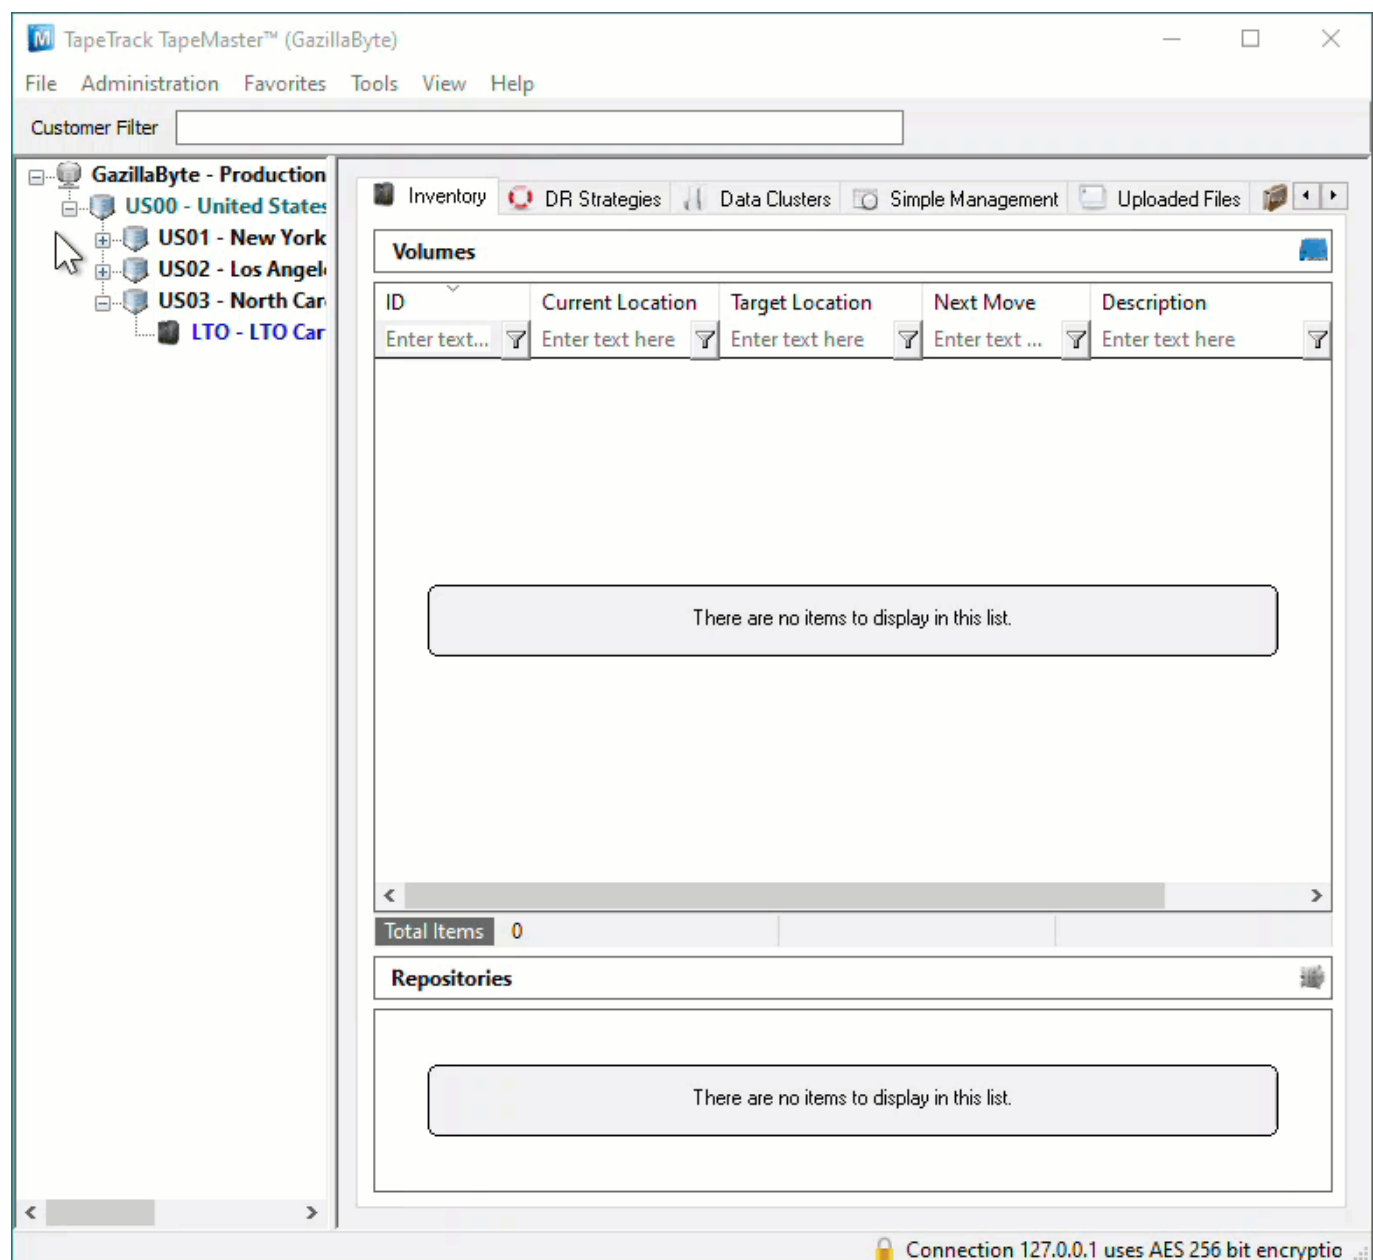 TapeTrack TapeMaster™ (GazillaByte)
File Administration Favorites Tools View Help
Customer Filter
GazillaByte - Production
US00 - United States
US01 - New York
US02 - Los Angel
US03 - North Car
LTO - LTO Car
Inventory DR Strategies Data Clusters Simple Management Uploaded Files
Volumes
ID Current Location Target Location Next Move Description
Enter text... Enter text here Enter text here Enter text ... Enter text here
There are no items to display in this list.
Total Items 0
Repositories
There are no items to display in this list.
Connection 127.0.0.1 uses AES 256 bit encryptio